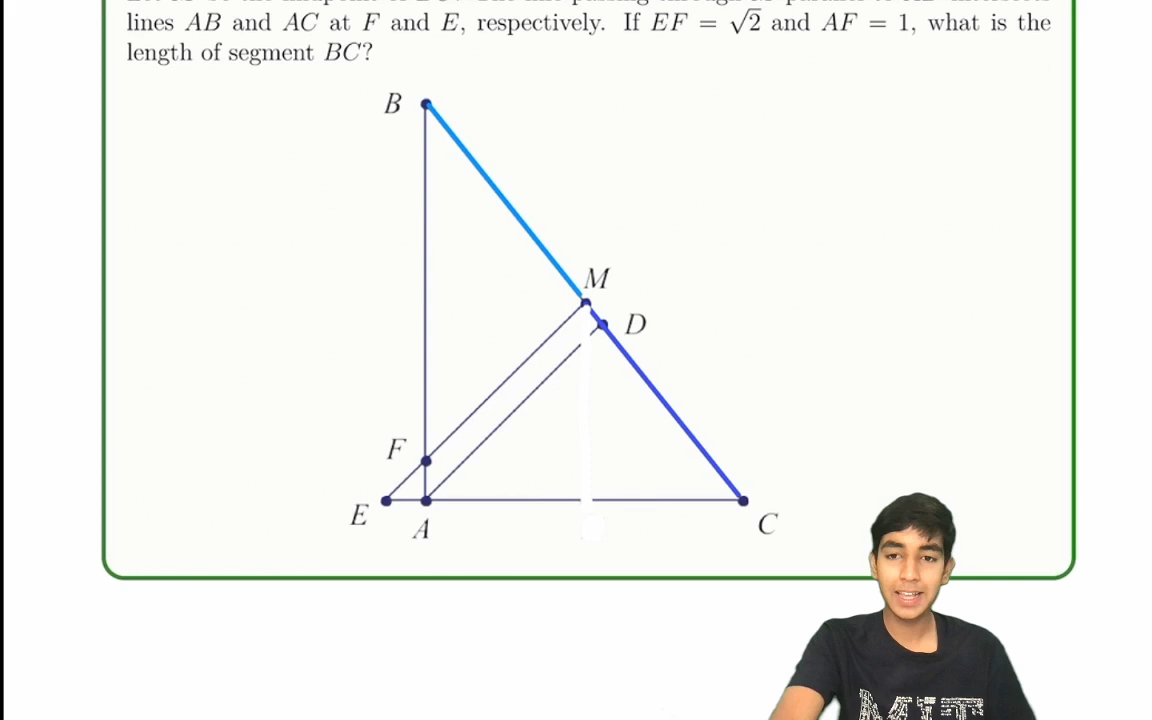 lines AB and AC at F and E, respectively. If EF = √2 and AF = 1, what is the
length of segment BC?
B
M
D
F
E
A
C
MIT